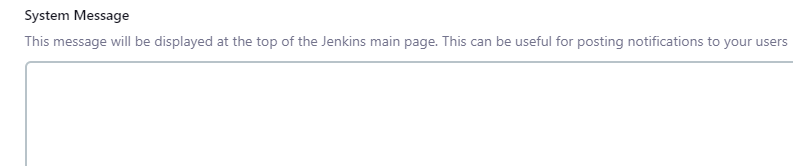 System Message
This message will be displayed at the top of the Jenkins main page. This can be useful for posting notifications to your users